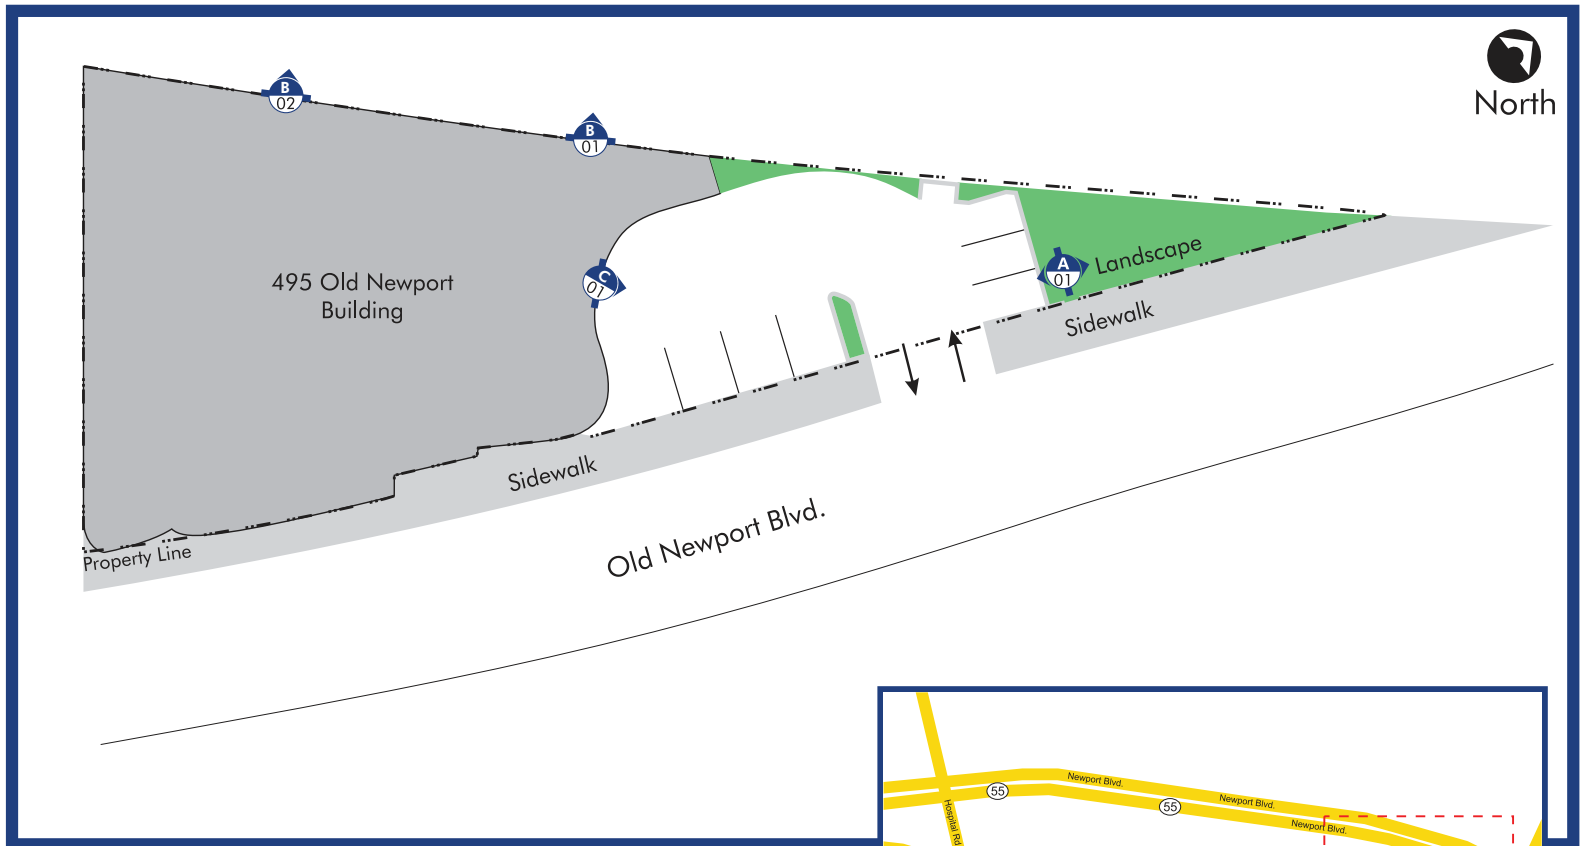 North
B
02
B
01
495 Old Newport
Building
C
01
A
01
Landscape
Sidewalk
Sidewalk
Property Line
Old Newport Blvd.
Newport Blvd.
55
Newport Blvd.
55
Newport Blvd.
Hospital Rd